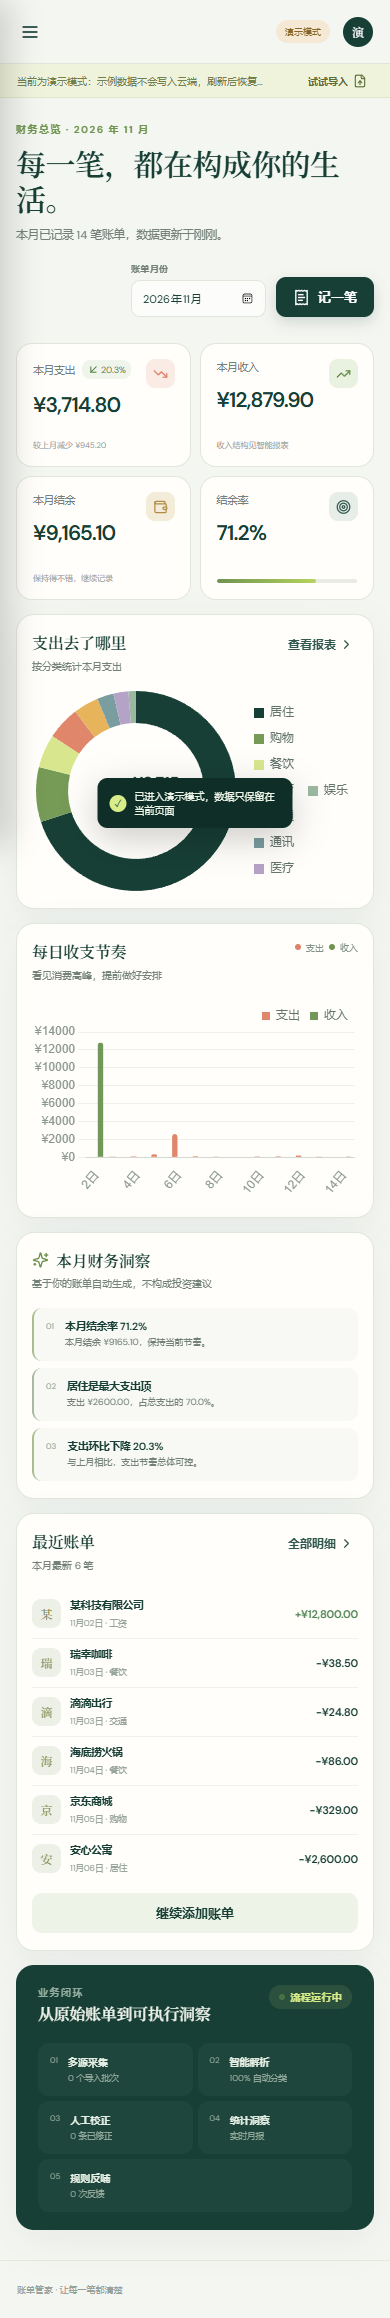 演示模式
演
当前为演示模式：示例数据不会写入云端，刷新后恢复...
试试导入
财务总览 · 2026 年 11 月
每一笔，都在构成你的生
活。
本月已记录 14 笔账单，数据更新于刚刚。
账单月份
2026年11月
记一笔
本月支出
20.3%
¥3,714.80
较上月减少 ¥945.20
本月收入
¥12,879.90
收入结构见智能报表
本月结余
¥9,165.10
保持得不错，继续记录
结余率
71.2%
支出去了哪里
查看报表
按分类统计本月支出
居住
购物
餐饮
娱乐
通讯
医疗
已进入演示模式，数据只保留在
当前页面
每日收支节奏
支出
收入
看见消费高峰，提前做好安排
支出
收入
¥14000
¥12000
¥10000
¥8000
¥6000
¥4000
¥2000
¥0
2日
4日
6日
8日
10日
12日
14日
本月财务洞察
基于你的账单自动生成，不构成投资建议
01
本月结余率 71.2%
本月结余 ¥9165.10，保持当前节奏。
02
居住是最大支出项
支出 ¥2600.00，占总支出的 70.0%。
03
支出环比下降 20.3%
与上月相比，支出节奏总体可控。
最近账单
全部明细
本月最新 6 笔
某
某科技有限公司
11月02日 · 工资
+¥12,800.00
瑞
瑞幸咖啡
11月03日 · 餐饮
-¥38.50
滴
滴滴出行
11月03日 · 交通
-¥24.80
海
海底捞火锅
11月04日 · 餐饮
-¥86.00
京
京东商城
11月05日 · 购物
-¥329.00
安
安心公寓
11月06日 · 居住
-¥2,600.00
继续添加账单
业务闭环
从原始账单到可执行洞察
流程运行中
01
多源采集
0 个导入批次
02
智能解析
100% 自动分类
03
人工校正
0 条已修正
04
统计洞察
实时月报
05
规则反哺
0 次反馈
账单管家 · 让每一笔都清楚